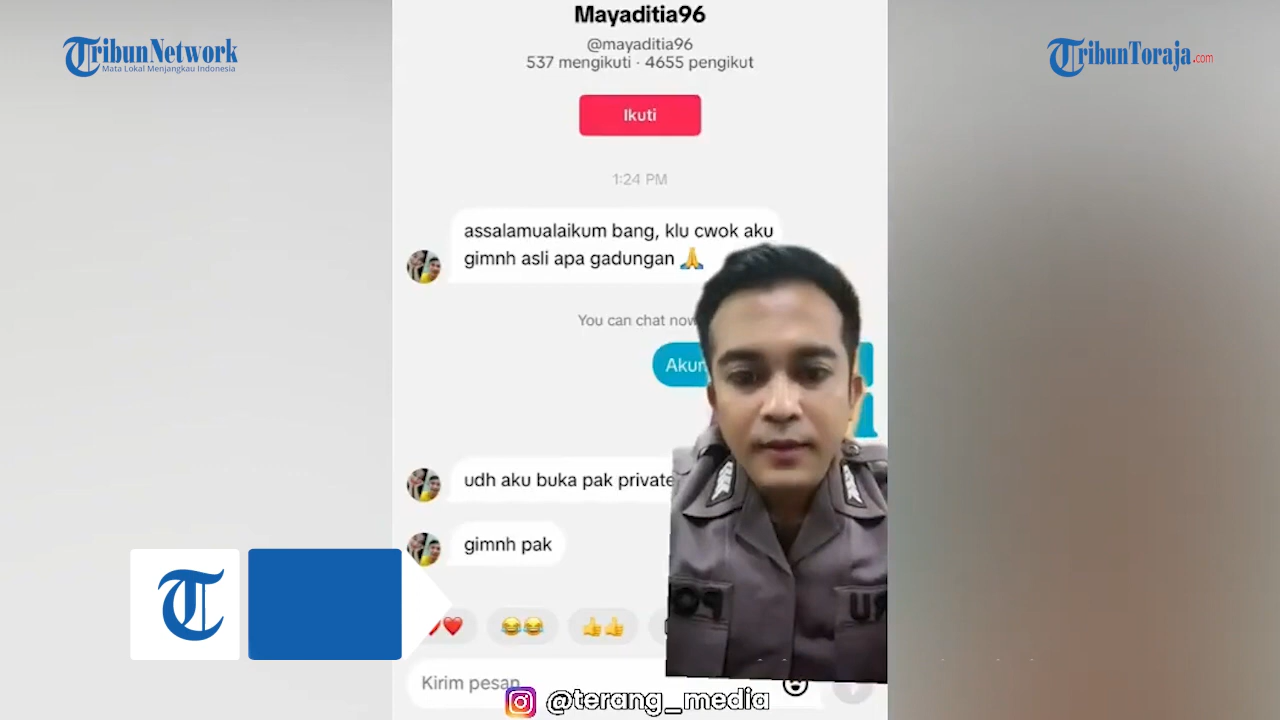 Mayaditia96
@mayaditia96
537 mengikuti · 4655 pengikut
Ikuti
1:24 PM
assalamualaikum bang, klu cwok aku
gimnh asli apa gadungan 🙏
You can chat now
Akun
udh aku buka pak private
gimnh pak
Kirim pesan
TribunNetwork
Mata Lokal Menjangkau Indonesia
TribunToraja.com
T
@terang_media